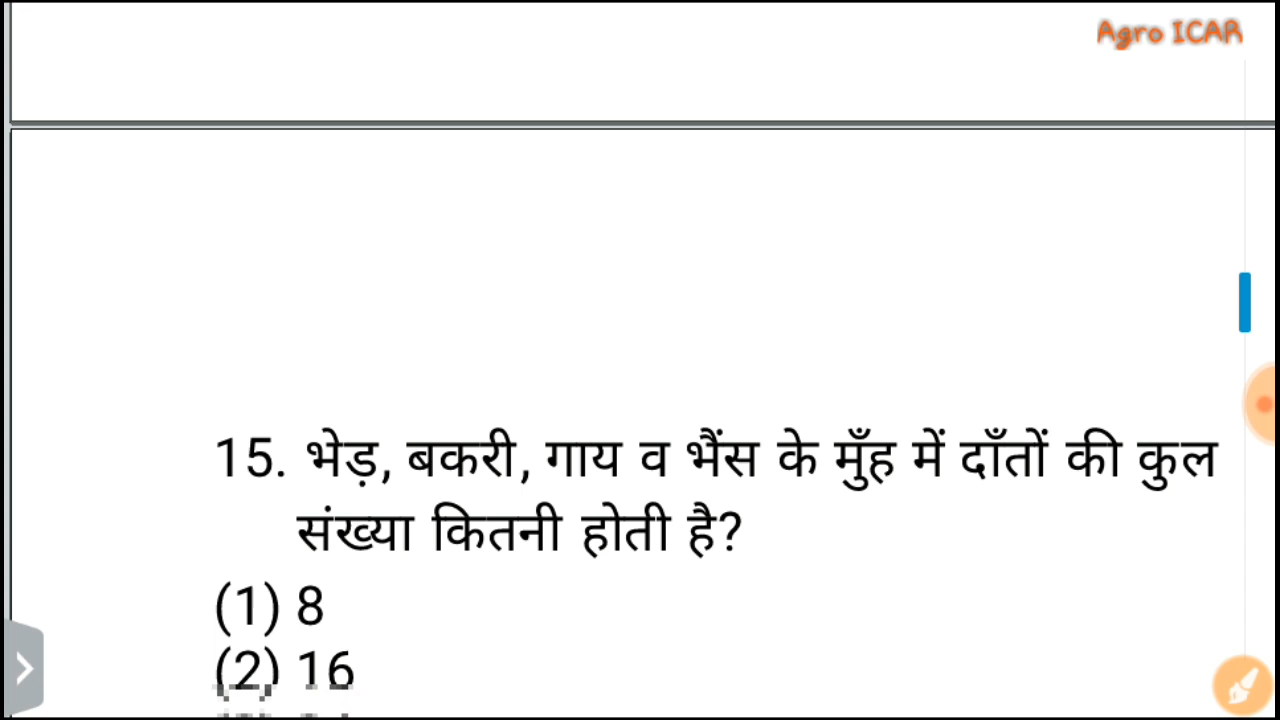 Agro ICAR
15. भेड़, बकरी, गाय व भैंस के मुँह में दाँतों की कुल
संख्या कितनी होती है?
(1) 8
(2) 16